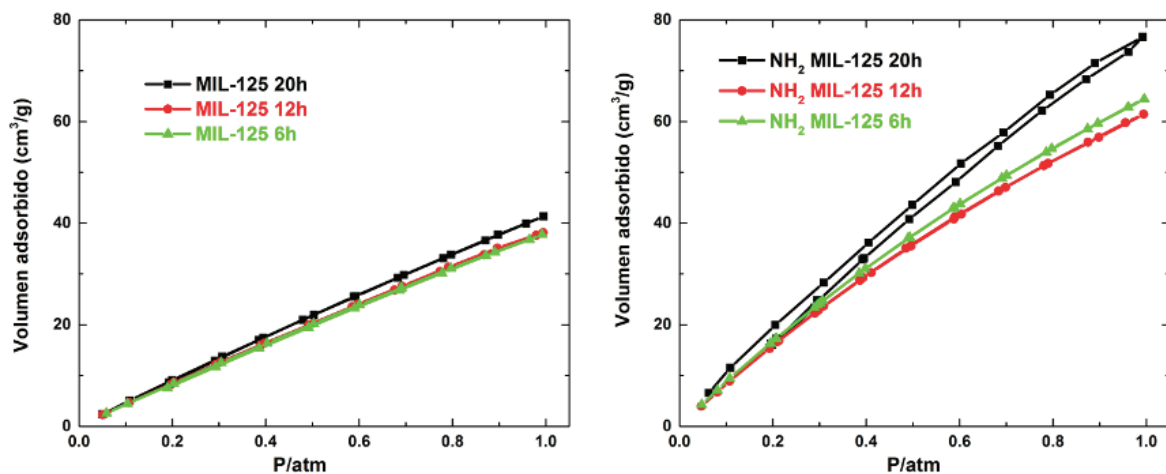 80
60
40
20
0
Volumen adsorbido (cm³/g)
MIL-125 20h
MIL-125 12h
MIL-125 6h
0.0 0.2 0.4 0.6 0.8 1.0
P/atm
80
60
40
20
0
Volumen adsorbido (cm³/g)
NH₂ MIL-125 20h
NH₂ MIL-125 12h
NH₂ MIL-125 6h
0.0 0.2 0.4 0.6 0.8 1.0
P/atm